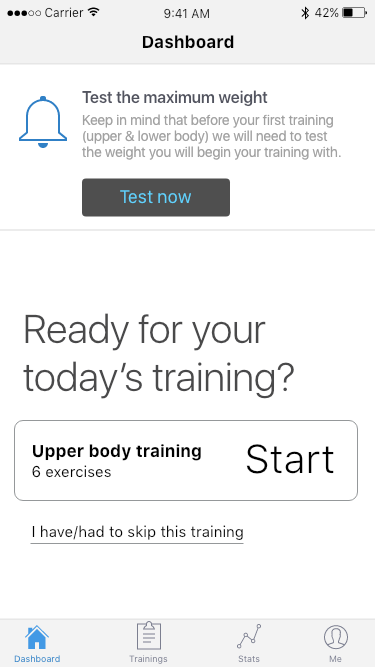 Carrier 9:41 AM 42%
Dashboard
Test the maximum weight
Keep in mind that before your first training
(upper & lower body) we will need to test
the weight you will begin your training with.
Test now
Ready for your
today's training?
Upper body training
6 exercises
Start
I have/had to skip this training
Dashboard Trainings Stats Me